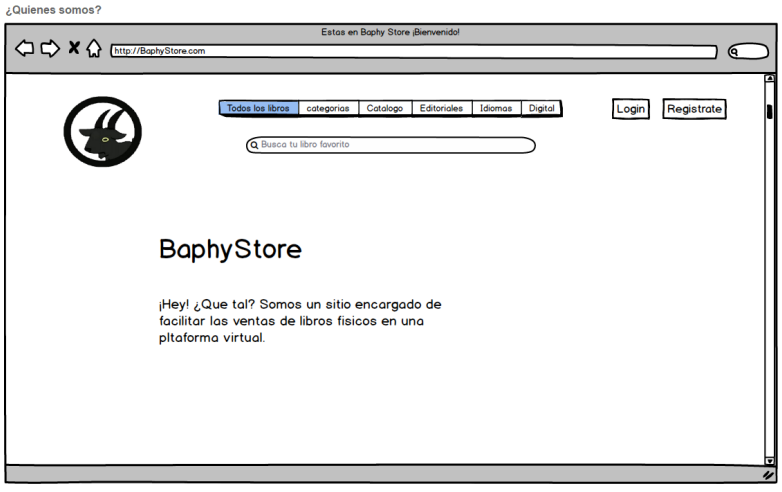 ¿Quienes somos?
Estas en Baphy Store ¡Bienvenido!
http://BaphyStore.com
Todos los libros categorias Catalogo Editoriales Idiomas Digital Login Registrate
Busca tu libro favorito
BaphyStore
¡Hey! ¿Que tal? Somos un sitio encargado de
facilitar las ventas de libros fisicos en una
pltaforma virtual.